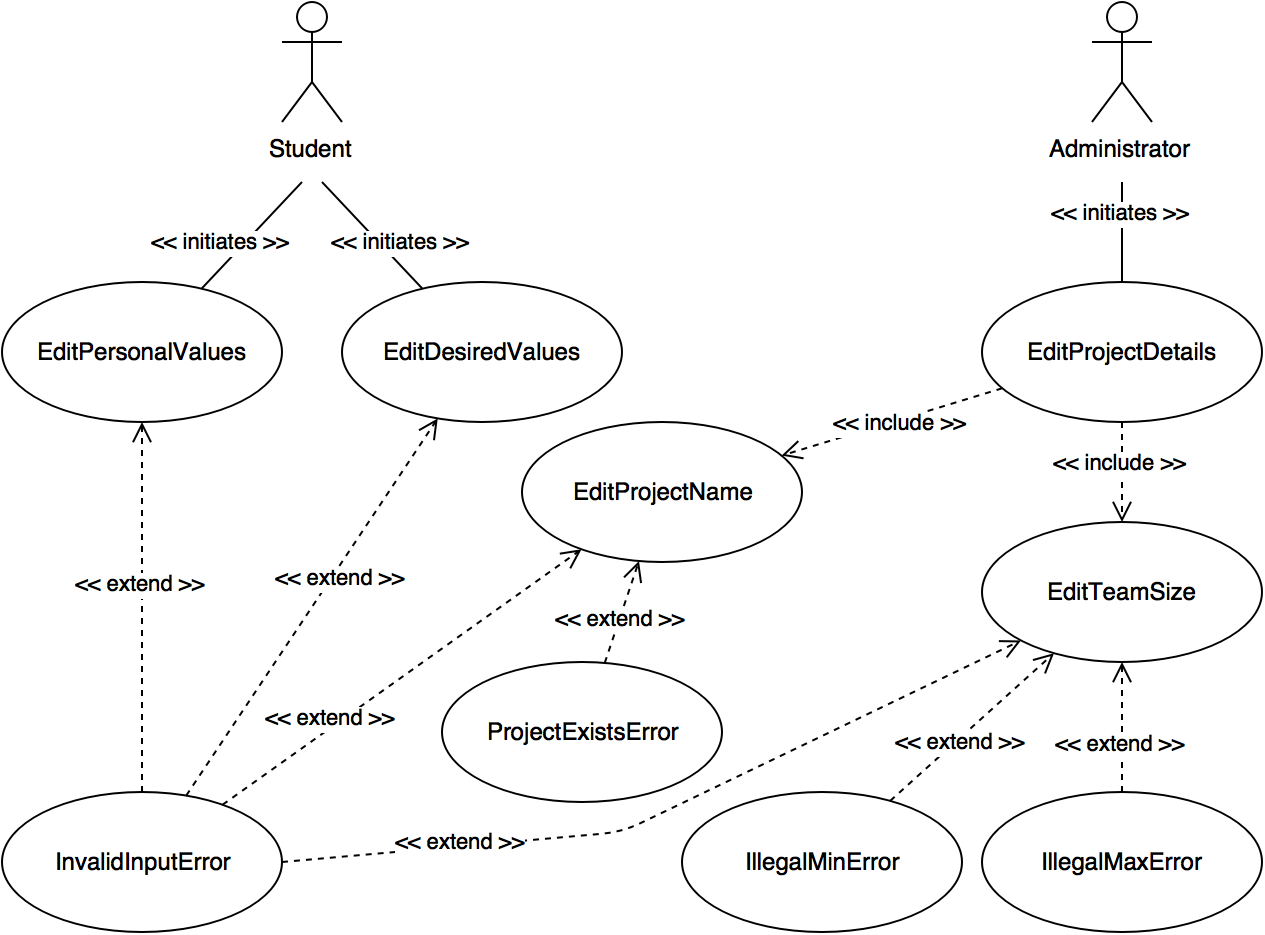 Student
Administrator
<< initiates >>
<< initiates >>
<< initiates >>
EditPersonalValues
EditDesiredValues
EditProjectDetails
<< include >>
<< include >>
EditProjectName
EditTeamSize
<< extend >>
<< extend >>
<< extend >>
<< extend >>
ProjectExistsError
<< extend >>
<< extend >>
<< extend >>
InvalidInputError
IllegalMinError
IllegalMaxError